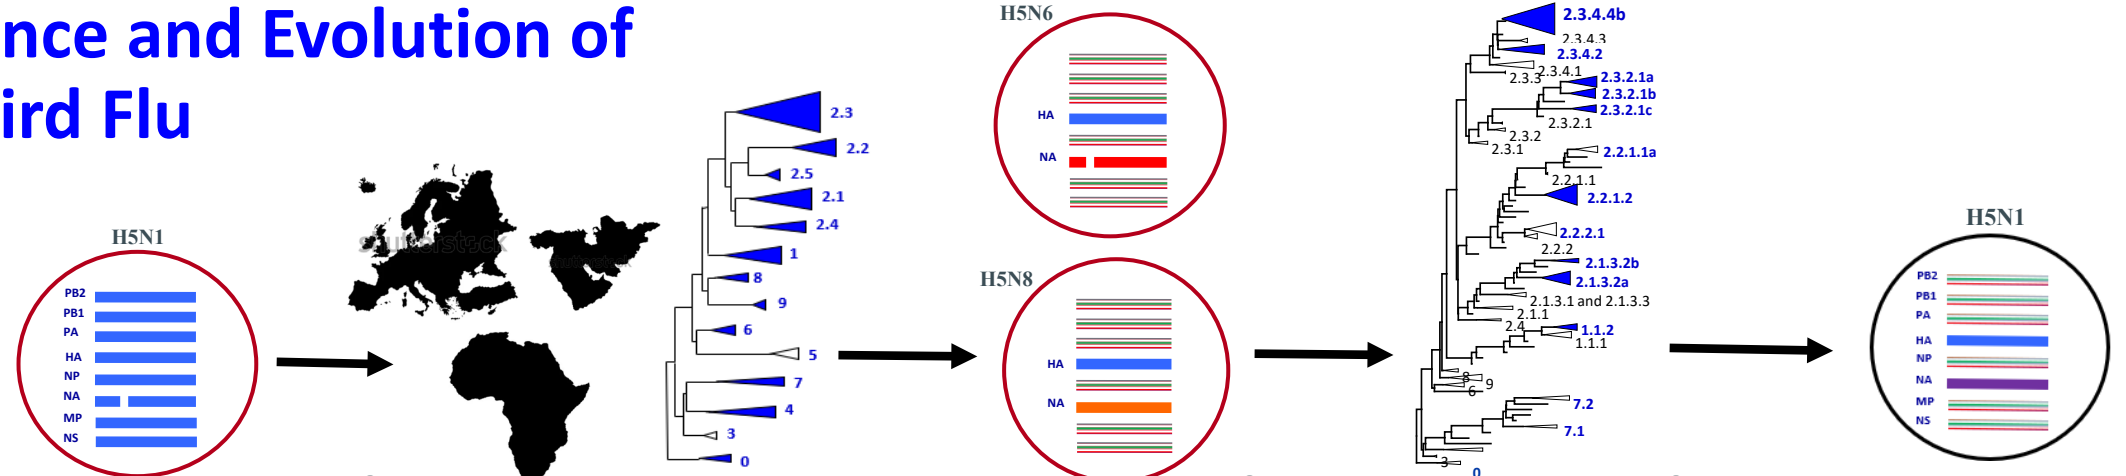 nce and Evolution of
ird Flu
H5N1
PB2
PB1
PA
HA
NP
NA
MP
NS
shutterstock
2.3
2.2
2.5
2.1
2.4
1
8
9
6
5
7
4
3
0
H5N6
HA
NA
H5N8
HA
NA
2.3.4.4b
2.3.4.3
2.3.4.2
2.3.4.1
2.3.3
2.3.2.1a
2.3.2.1b
2.3.2.1c
2.3.2.1
2.3.2
2.3.1
2.2.1.1a
2.2.1.1
2.2.1.2
2.2.2.1
2.2.2
2.1.3.2b
2.1.3.2a
2.1.3.1 and 2.1.3.3
2.1.1
2.4
1.1.2
1.1.1
8
9
6
7.2
7.1
3
0
H5N1
PB2
PB1
PA
HA
NP
NA
MP
NS